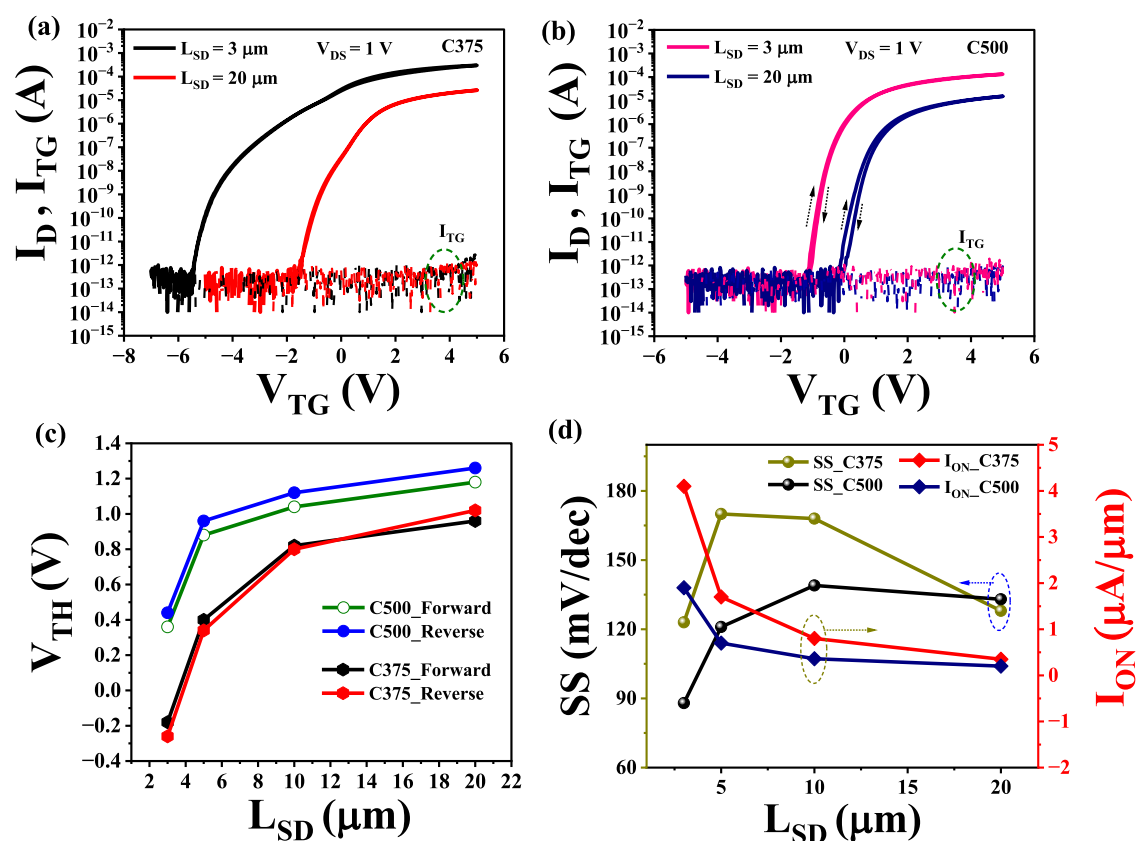 (a)
L_SD = 3 μm
V_DS = 1 V
C375
L_SD = 20 μm
I_TG
I_D, I_TG (A)
10⁻² 10⁻³ 10⁻⁴ 10⁻⁵ 10⁻⁶ 10⁻⁷ 10⁻⁸ 10⁻⁹ 10⁻¹⁰ 10⁻¹¹ 10⁻¹² 10⁻¹³ 10⁻¹⁴ 10⁻¹⁵
−8 −6 −4 −2 0 2 4 6
V_TG (V)
(b)
L_SD = 3 μm
V_DS = 1 V
C500
L_SD = 20 μm
I_TG
I_D, I_TG (A)
10⁻² 10⁻³ 10⁻⁴ 10⁻⁵ 10⁻⁶ 10⁻⁷ 10⁻⁸ 10⁻⁹ 10⁻¹⁰ 10⁻¹¹ 10⁻¹² 10⁻¹³ 10⁻¹⁴ 10⁻¹⁵
−6 −4 −2 0 2 4 6
V_TG (V)
(c)
V_TH (V)
1.4 1.2 1.0 0.8 0.6 0.4 0.2 0.0 −0.2 −0.4
C500_Forward
C500_Reverse
C375_Forward
C375_Reverse
2 4 6 8 10 12 14 16 18 20 22
L_SD (μm)
(d)
SS_C375
I_ON_C375
SS_C500
I_ON_C500
SS (mV/dec)
180 150 120 90 60
5 10 15 20
L_SD (μm)
5 4 3 2 1 0 −1 −2
I_ON (μA/μm)